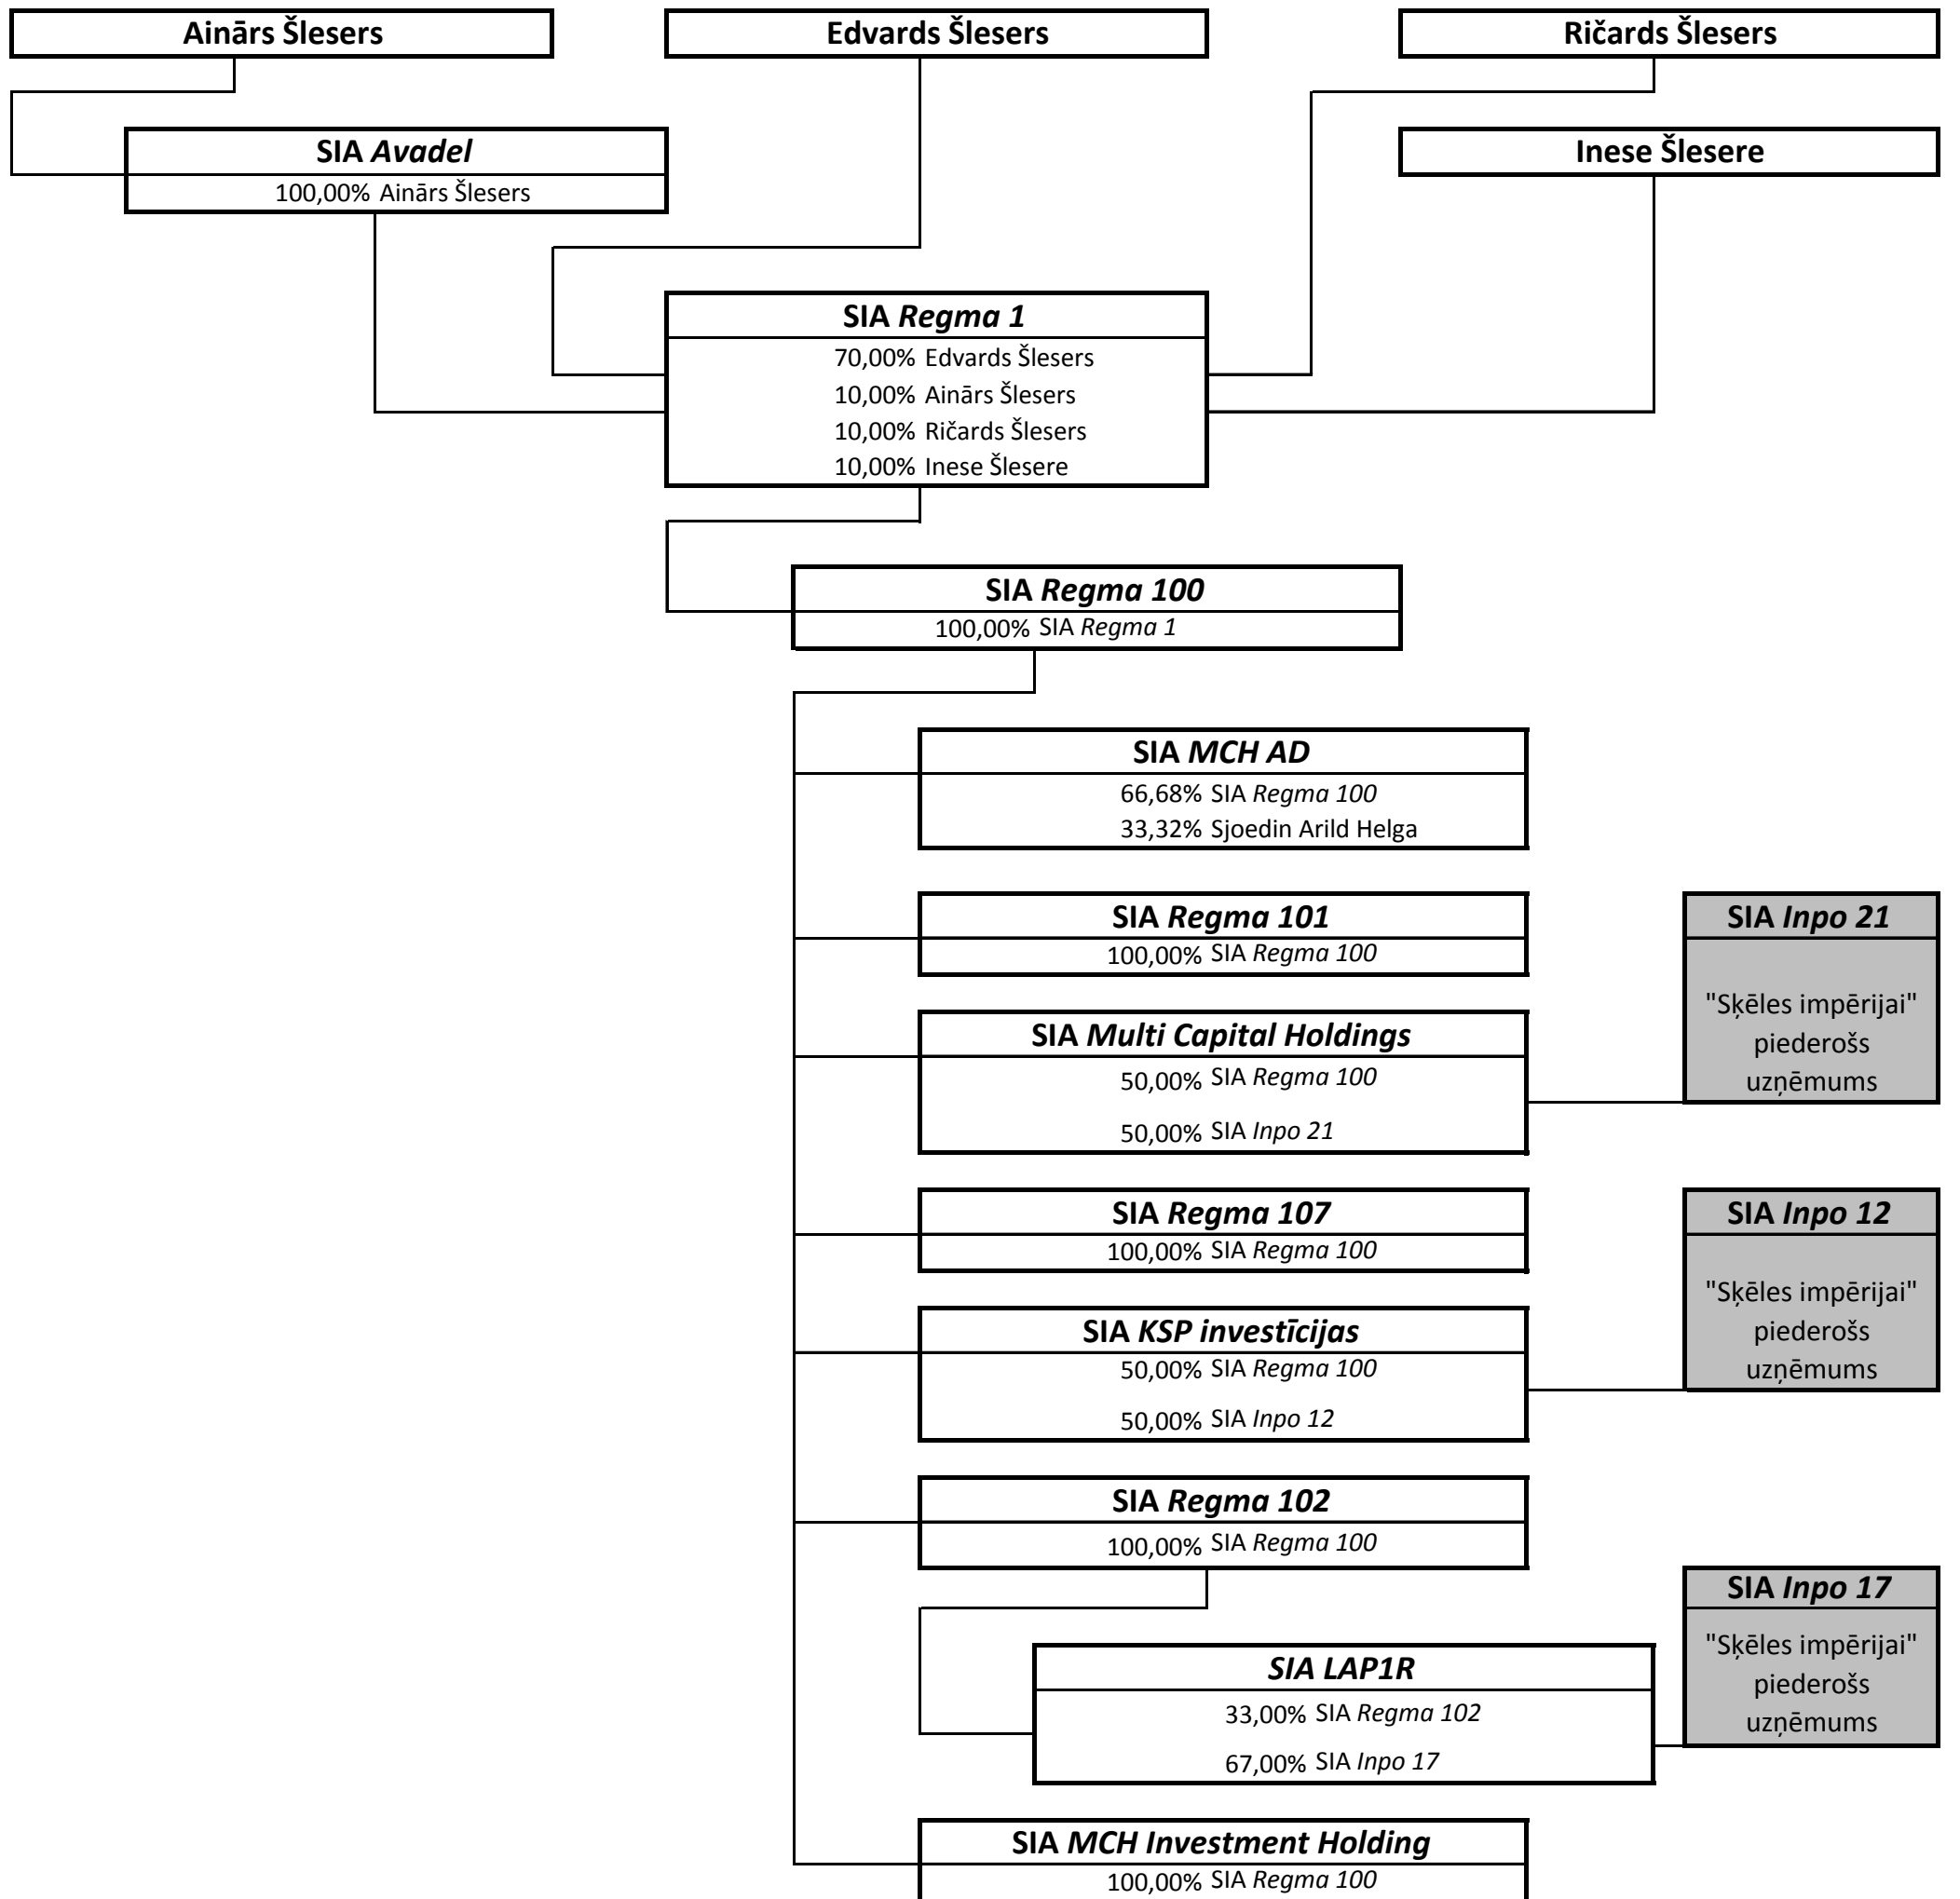 Ainārs Šlesers
Edvards Šlesers
Ričards Šlesers
SIA Avadel
100,00% Ainārs Šlesers
Inese Šlesere
SIA Regma 1
70,00% Edvards Šlesers
10,00% Ainārs Šlesers
10,00% Ričards Šlesers
10,00% Inese Šlesere
SIA Regma 100
100,00% SIA Regma 1
SIA MCH AD
66,68% SIA Regma 100
33,32% Sjoedin Arild Helga
SIA Regma 101
100,00% SIA Regma 100
SIA Inpo 21
"Sķēles impērijai"
piederošs
uzņēmums
SIA Multi Capital Holdings
50,00% SIA Regma 100
50,00% SIA Inpo 21
SIA Regma 107
100,00% SIA Regma 100
SIA Inpo 12
"Sķēles impērijai"
piederošs
uzņēmums
SIA KSP investīcijas
50,00% SIA Regma 100
50,00% SIA Inpo 12
SIA Regma 102
100,00% SIA Regma 100
SIA Inpo 17
"Sķēles impērijai"
piederošs
uzņēmums
SIA LAP1R
33,00% SIA Regma 102
67,00% SIA Inpo 17
SIA MCH Investment Holding
100,00% SIA Regma 100